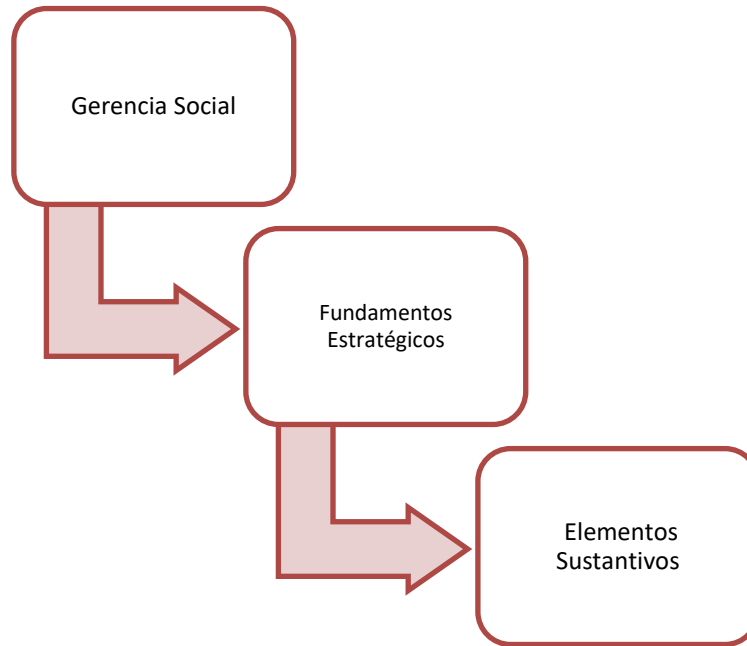 Gerencia Social
Fundamentos
Estratégicos
Elementos
Sustantivos